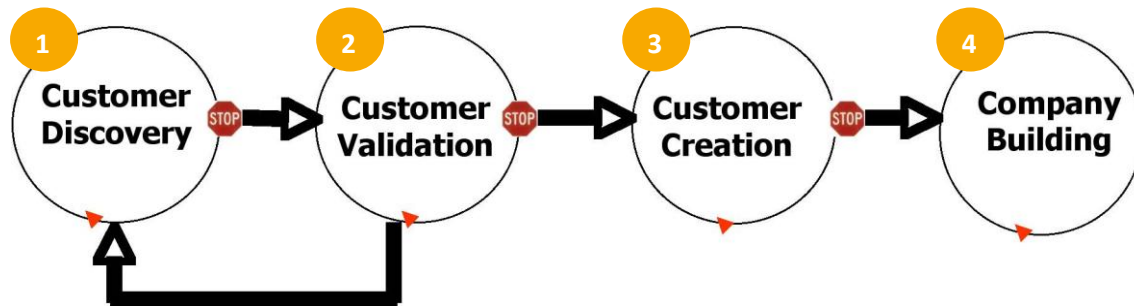 1
Customer
Discovery
STOP
2
Customer
Validation
STOP
3
Customer
Creation
STOP
4
Company
Building